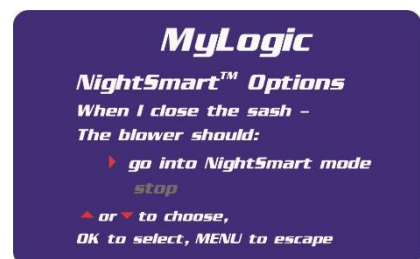 MyLogic
NightSmart™ Options
When I close the sash –
The blower should:
go into NightSmart mode
stop
or to choose,
OK to select, MENU to escape